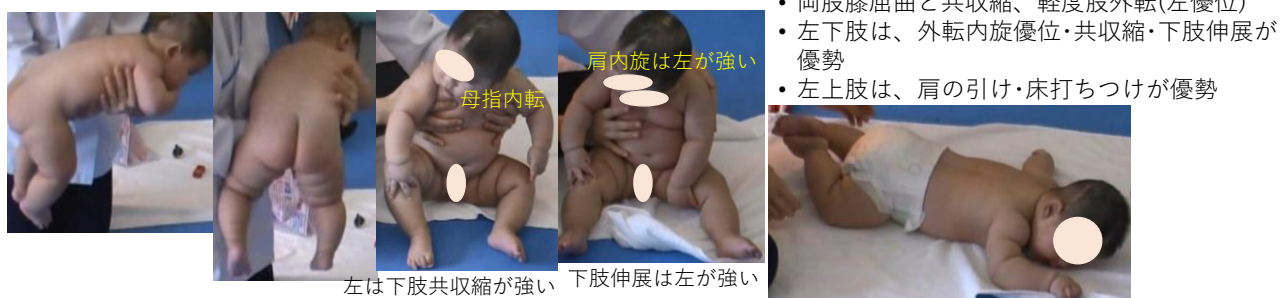 • 両股膝屈曲と共収縮、軽度股外転(左優位)
• 左下肢は、外転内旋優位･共収縮･下肢伸展が
優勢
• 左上肢は、肩の引け･床打ちつけが優勢
肩内旋は左が強い
母指内転
左は下肢共収縮が強い
下肢伸展は左が強い